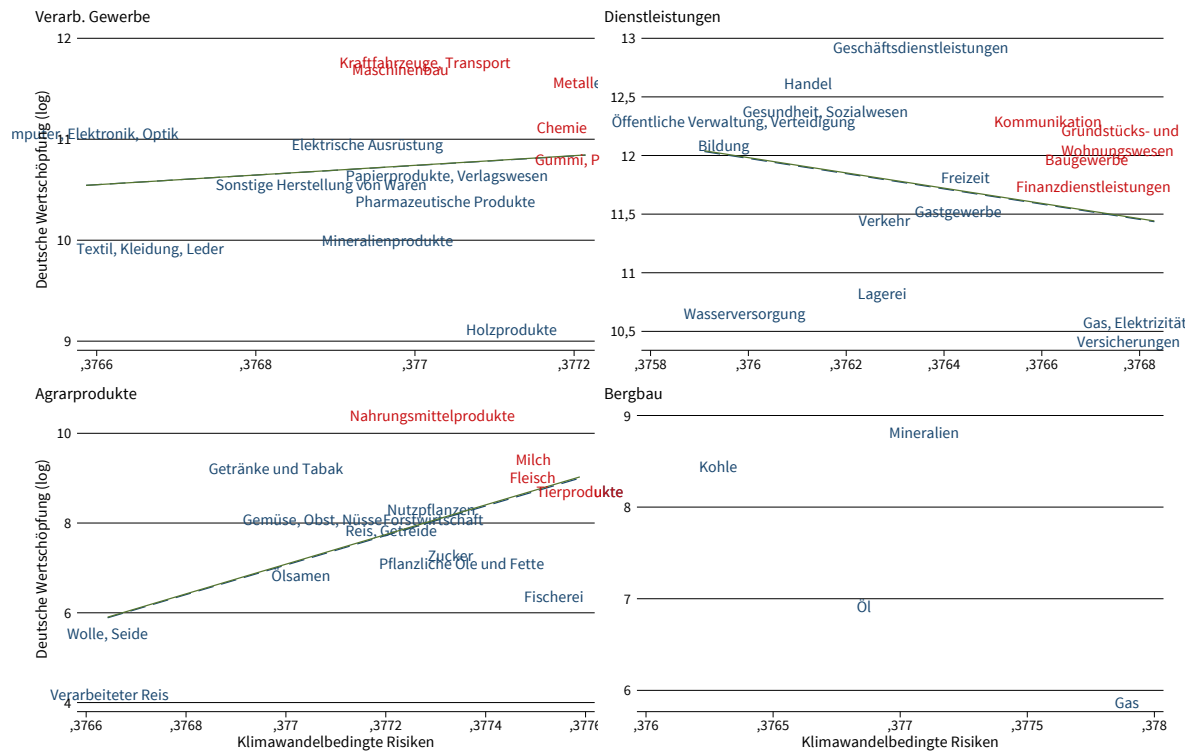 Verarb. Gewerbe
12
11
10
9
Deutsche Wertschöpfung (log)
Kraftfahrzeuge, Transport
Maschinenbau
Metalle
mputer, Elektronik, Optik
Chemie
Elektrische Ausrüstung
Gummi, P
Papierprodukte, Verlagswesen
Sonstige Herstellung von Waren
Pharmazeutische Produkte
Textil, Kleidung, Leder
Mineralienprodukte
Holzprodukte
,3766
,3768
,377
,3772
Dienstleistungen
13
12,5
12
11,5
11
10,5
Geschäftsdienstleistungen
Handel
Gesundheit, Sozialwesen
Öffentliche Verwaltung, Verteidigung
Kommunikation
Grundstücks- und
Wohnungswesen
Bildung
Baugewerbe
Freizeit
Finanzdienstleistungen
Gastgewerbe
Verkehr
Lagerei
Wasserversorgung
Gas, Elektrizität
Versicherungen
,3758
,376
,3762
,3764
,3766
,3768
Agrarprodukte
10
8
6
4
Deutsche Wertschöpfung (log)
Nahrungsmittelprodukte
Getränke und Tabak
Milch
Fleisch
Tierprodukte
Nutzpflanzen
Gemüse, Obst, Nüsse
Forstwirtschaft
Reis, Getreide
Zucker
Pflanzliche Öle und Fette
Ölsamen
Fischerei
Wolle, Seide
Verarbeiteter Reis
,3766
,3768
,377
,3772
,3774
,3776
Klimawandelbedingte Risiken
Bergbau
9
8
7
6
Mineralien
Kohle
Öl
Gas
,376
,3765
,377
,3775
,378
Klimawandelbedingte Risiken